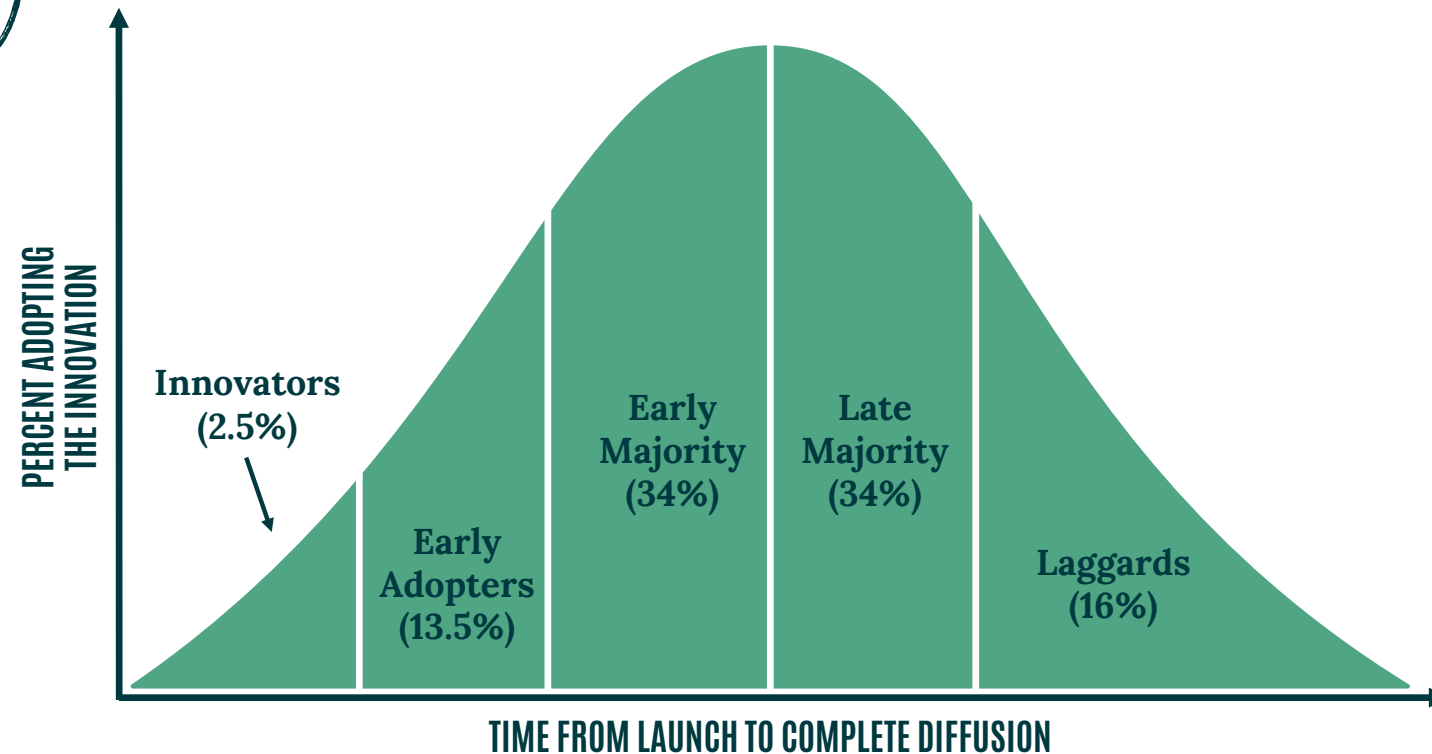 PERCENT ADOPTING
THE INNOVATION
Innovators
(2.5%)
Early
Adopters
(13.5%)
Early
Majority
(34%)
Late
Majority
(34%)
Laggards
(16%)
TIME FROM LAUNCH TO COMPLETE DIFFUSION